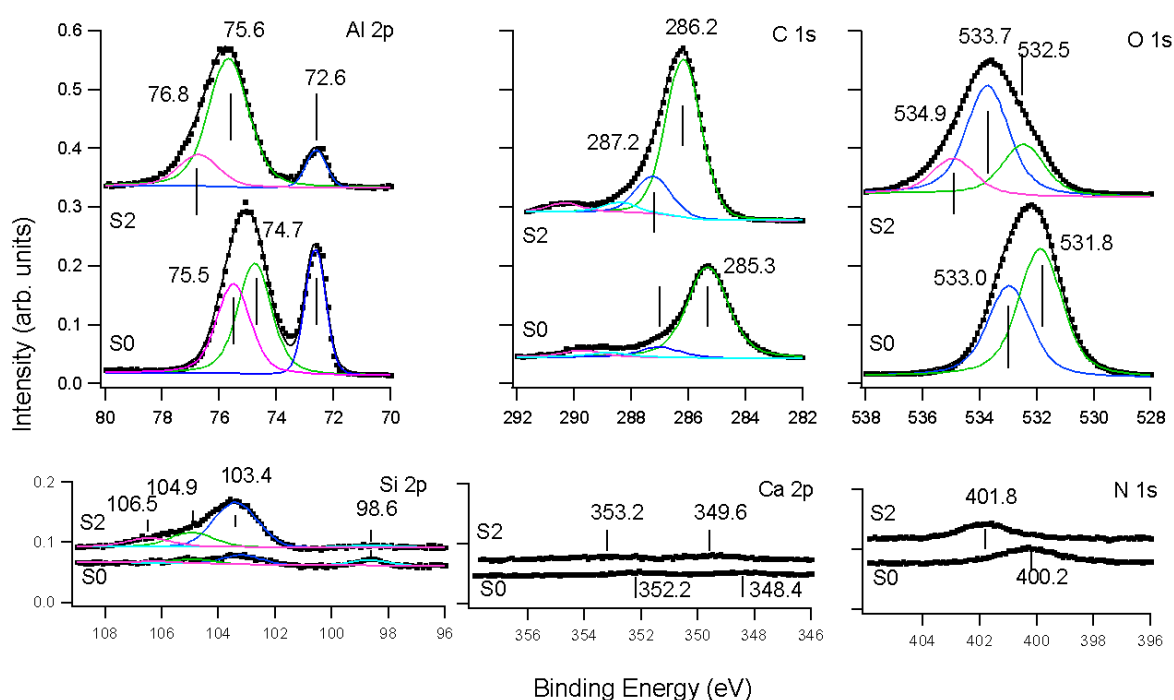 Intensity (arb. units)
Al 2p
0.6
0.5
0.4
0.3
0.2
0.1
0.0
75.6
76.8
72.6
S2
74.7
75.5
S0
80 78 76 74 72 70
C 1s
286.2
287.2
S2
285.3
S0
292 290 288 286 284 282
O 1s
533.7
532.5
534.9
S2
531.8
533.0
S0
538 536 534 532 530 528
Si 2p
0.2
0.1
0.0
103.4
104.9
106.5
98.6
S2
S0
108 106 104 102 100 98 96
Ca 2p
353.2 349.6
S2
S0
352.2 348.4
356 354 352 350 348 346
N 1s
401.8
S2
S0
400.2
404 402 400 398 396
Binding Energy (eV)